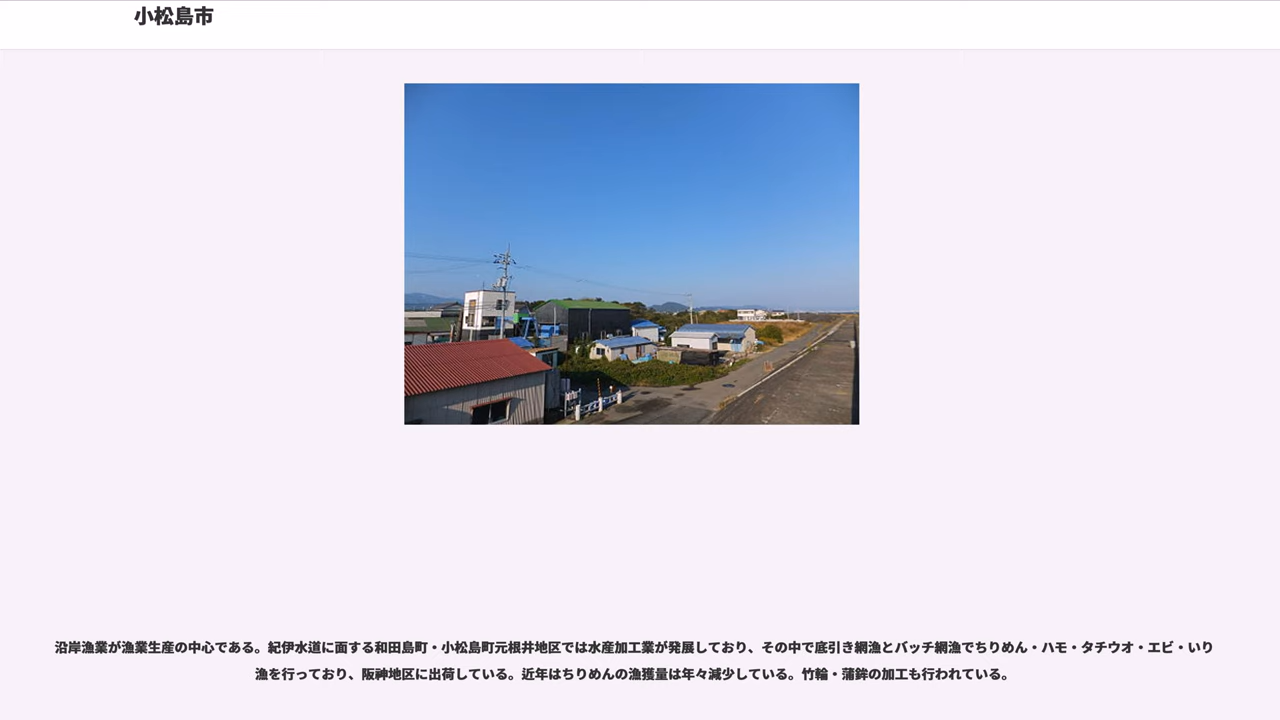 小松島市
沿岸漁業が漁業生産の中心である。紀伊水道に面する和田島町・小松島町元根井地区では水産加工業が発展しており、その中で底引き網漁とバッチ網漁でちりめん・ハモ・タチウオ・エビ・いり
漁を行っており、阪神地区に出荷している。近年はちりめんの漁獲量は年々減少している。竹輪・蒲鉾の加工も行われている。